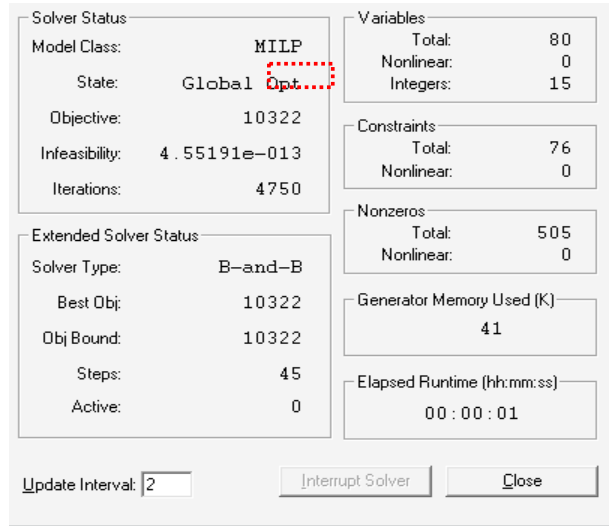 Solver Status
Model Class: MILP
State: Global Opt
Objective: 10322
Infeasibility: 4.55191e-013
Iterations: 4750
Extended Solver Status
Solver Type: B-and-B
Best Obj: 10322
Obj Bound: 10322
Steps: 45
Active: 0
Variables
Total: 80
Nonlinear: 0
Integers: 15
Constraints
Total: 76
Nonlinear: 0
Nonzeros
Total: 505
Nonlinear: 0
Generator Memory Used (K)
41
Elapsed Runtime (hh:mm:ss)
00:00:01
Update Interval: 2
Interrupt Solver
Close